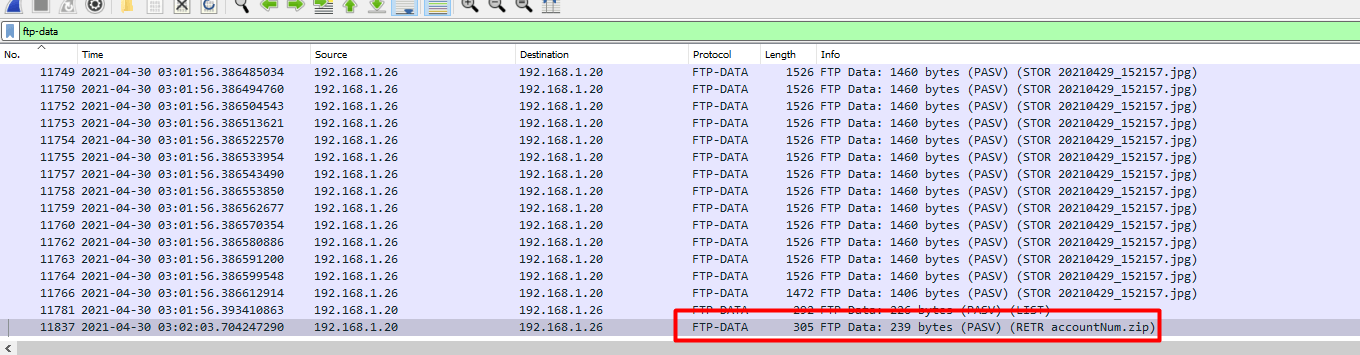 ftp-data
No. Time Source Destination Protocol Length Info
11749 2021-04-30 03:01:56.386485034 192.168.1.26 192.168.1.20 FTP-DATA 1526 FTP Data: 1460 bytes (PASV) (STOR 20210429_152157.jpg)
11750 2021-04-30 03:01:56.386494760 192.168.1.26 192.168.1.20 FTP-DATA 1526 FTP Data: 1460 bytes (PASV) (STOR 20210429_152157.jpg)
11752 2021-04-30 03:01:56.386504543 192.168.1.26 192.168.1.20 FTP-DATA 1526 FTP Data: 1460 bytes (PASV) (STOR 20210429_152157.jpg)
11753 2021-04-30 03:01:56.386513621 192.168.1.26 192.168.1.20 FTP-DATA 1526 FTP Data: 1460 bytes (PASV) (STOR 20210429_152157.jpg)
11754 2021-04-30 03:01:56.386522570 192.168.1.26 192.168.1.20 FTP-DATA 1526 FTP Data: 1460 bytes (PASV) (STOR 20210429_152157.jpg)
11755 2021-04-30 03:01:56.386533954 192.168.1.26 192.168.1.20 FTP-DATA 1526 FTP Data: 1460 bytes (PASV) (STOR 20210429_152157.jpg)
11757 2021-04-30 03:01:56.386543490 192.168.1.26 192.168.1.20 FTP-DATA 1526 FTP Data: 1460 bytes (PASV) (STOR 20210429_152157.jpg)
11758 2021-04-30 03:01:56.386553850 192.168.1.26 192.168.1.20 FTP-DATA 1526 FTP Data: 1460 bytes (PASV) (STOR 20210429_152157.jpg)
11759 2021-04-30 03:01:56.386562677 192.168.1.26 192.168.1.20 FTP-DATA 1526 FTP Data: 1460 bytes (PASV) (STOR 20210429_152157.jpg)
11760 2021-04-30 03:01:56.386570354 192.168.1.26 192.168.1.20 FTP-DATA 1526 FTP Data: 1460 bytes (PASV) (STOR 20210429_152157.jpg)
11762 2021-04-30 03:01:56.386580886 192.168.1.26 192.168.1.20 FTP-DATA 1526 FTP Data: 1460 bytes (PASV) (STOR 20210429_152157.jpg)
11763 2021-04-30 03:01:56.386591200 192.168.1.26 192.168.1.20 FTP-DATA 1526 FTP Data: 1460 bytes (PASV) (STOR 20210429_152157.jpg)
11764 2021-04-30 03:01:56.386599548 192.168.1.26 192.168.1.20 FTP-DATA 1526 FTP Data: 1460 bytes (PASV) (STOR 20210429_152157.jpg)
11766 2021-04-30 03:01:56.386612914 192.168.1.26 192.168.1.20 FTP-DATA 1472 FTP Data: 1406 bytes (PASV) (STOR 20210429_152157.jpg)
11781 2021-04-30 03:01:56.393410863 192.168.1.20 192.168.1.26 FTP-DATA 292 FTP Data: 226 bytes (PASV) (LIST)
11837 2021-04-30 03:02:03.704247290 192.168.1.20 192.168.1.26 FTP-DATA 305 FTP Data: 239 bytes (PASV) (RETR accountNum.zip)